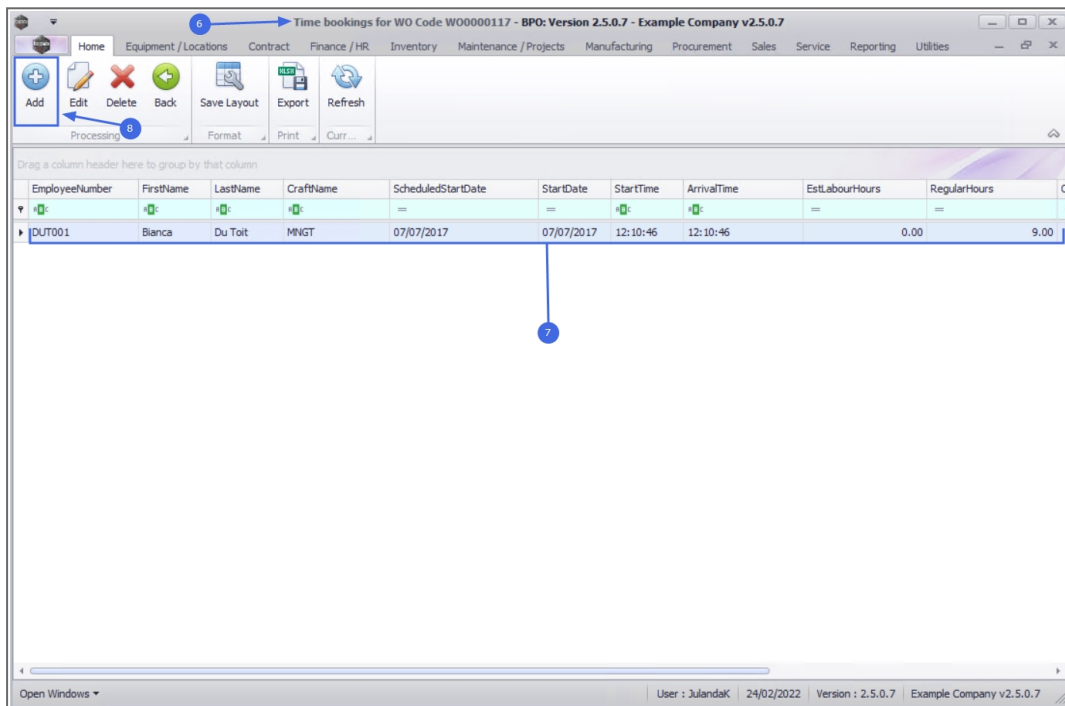 6
Time bookings for WO Code WO0000117 - BPO: Version 2.5.0.7 - Example Company v2.5.0.7
Home Equipment / Locations Contract Finance / HR Inventory Maintenance / Projects Manufacturing Procurement Sales Service Reporting Utilities
XLSX
Add Edit Delete Back Save Layout Export Refresh
8
Processing Format Print Curr...
Drag a column header here to group by that column
EmployeeNumber FirstName LastName CraftName ScheduledStartDate StartDate StartTime ArrivalTime EstLabourHours RegularHours
= = = =
DUT001 Bianca Du Toit MNGT 07/07/2017 07/07/2017 12:10:46 12:10:46 0.00 9.00
7
Open Windows User : JulandaK 24/02/2022 Version : 2.5.0.7 Example Company v2.5.0.7